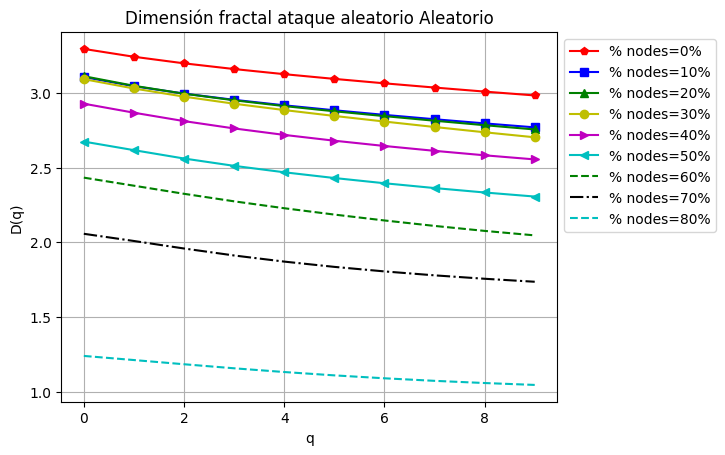 Dimensión fractal ataque aleatorio Aleatorio
% nodes=0%
% nodes=10%
% nodes=20%
% nodes=30%
% nodes=40%
% nodes=50%
% nodes=60%
% nodes=70%
% nodes=80%
D(q)
3.0
2.5
2.0
1.5
1.0
0 2 4 6 8
q